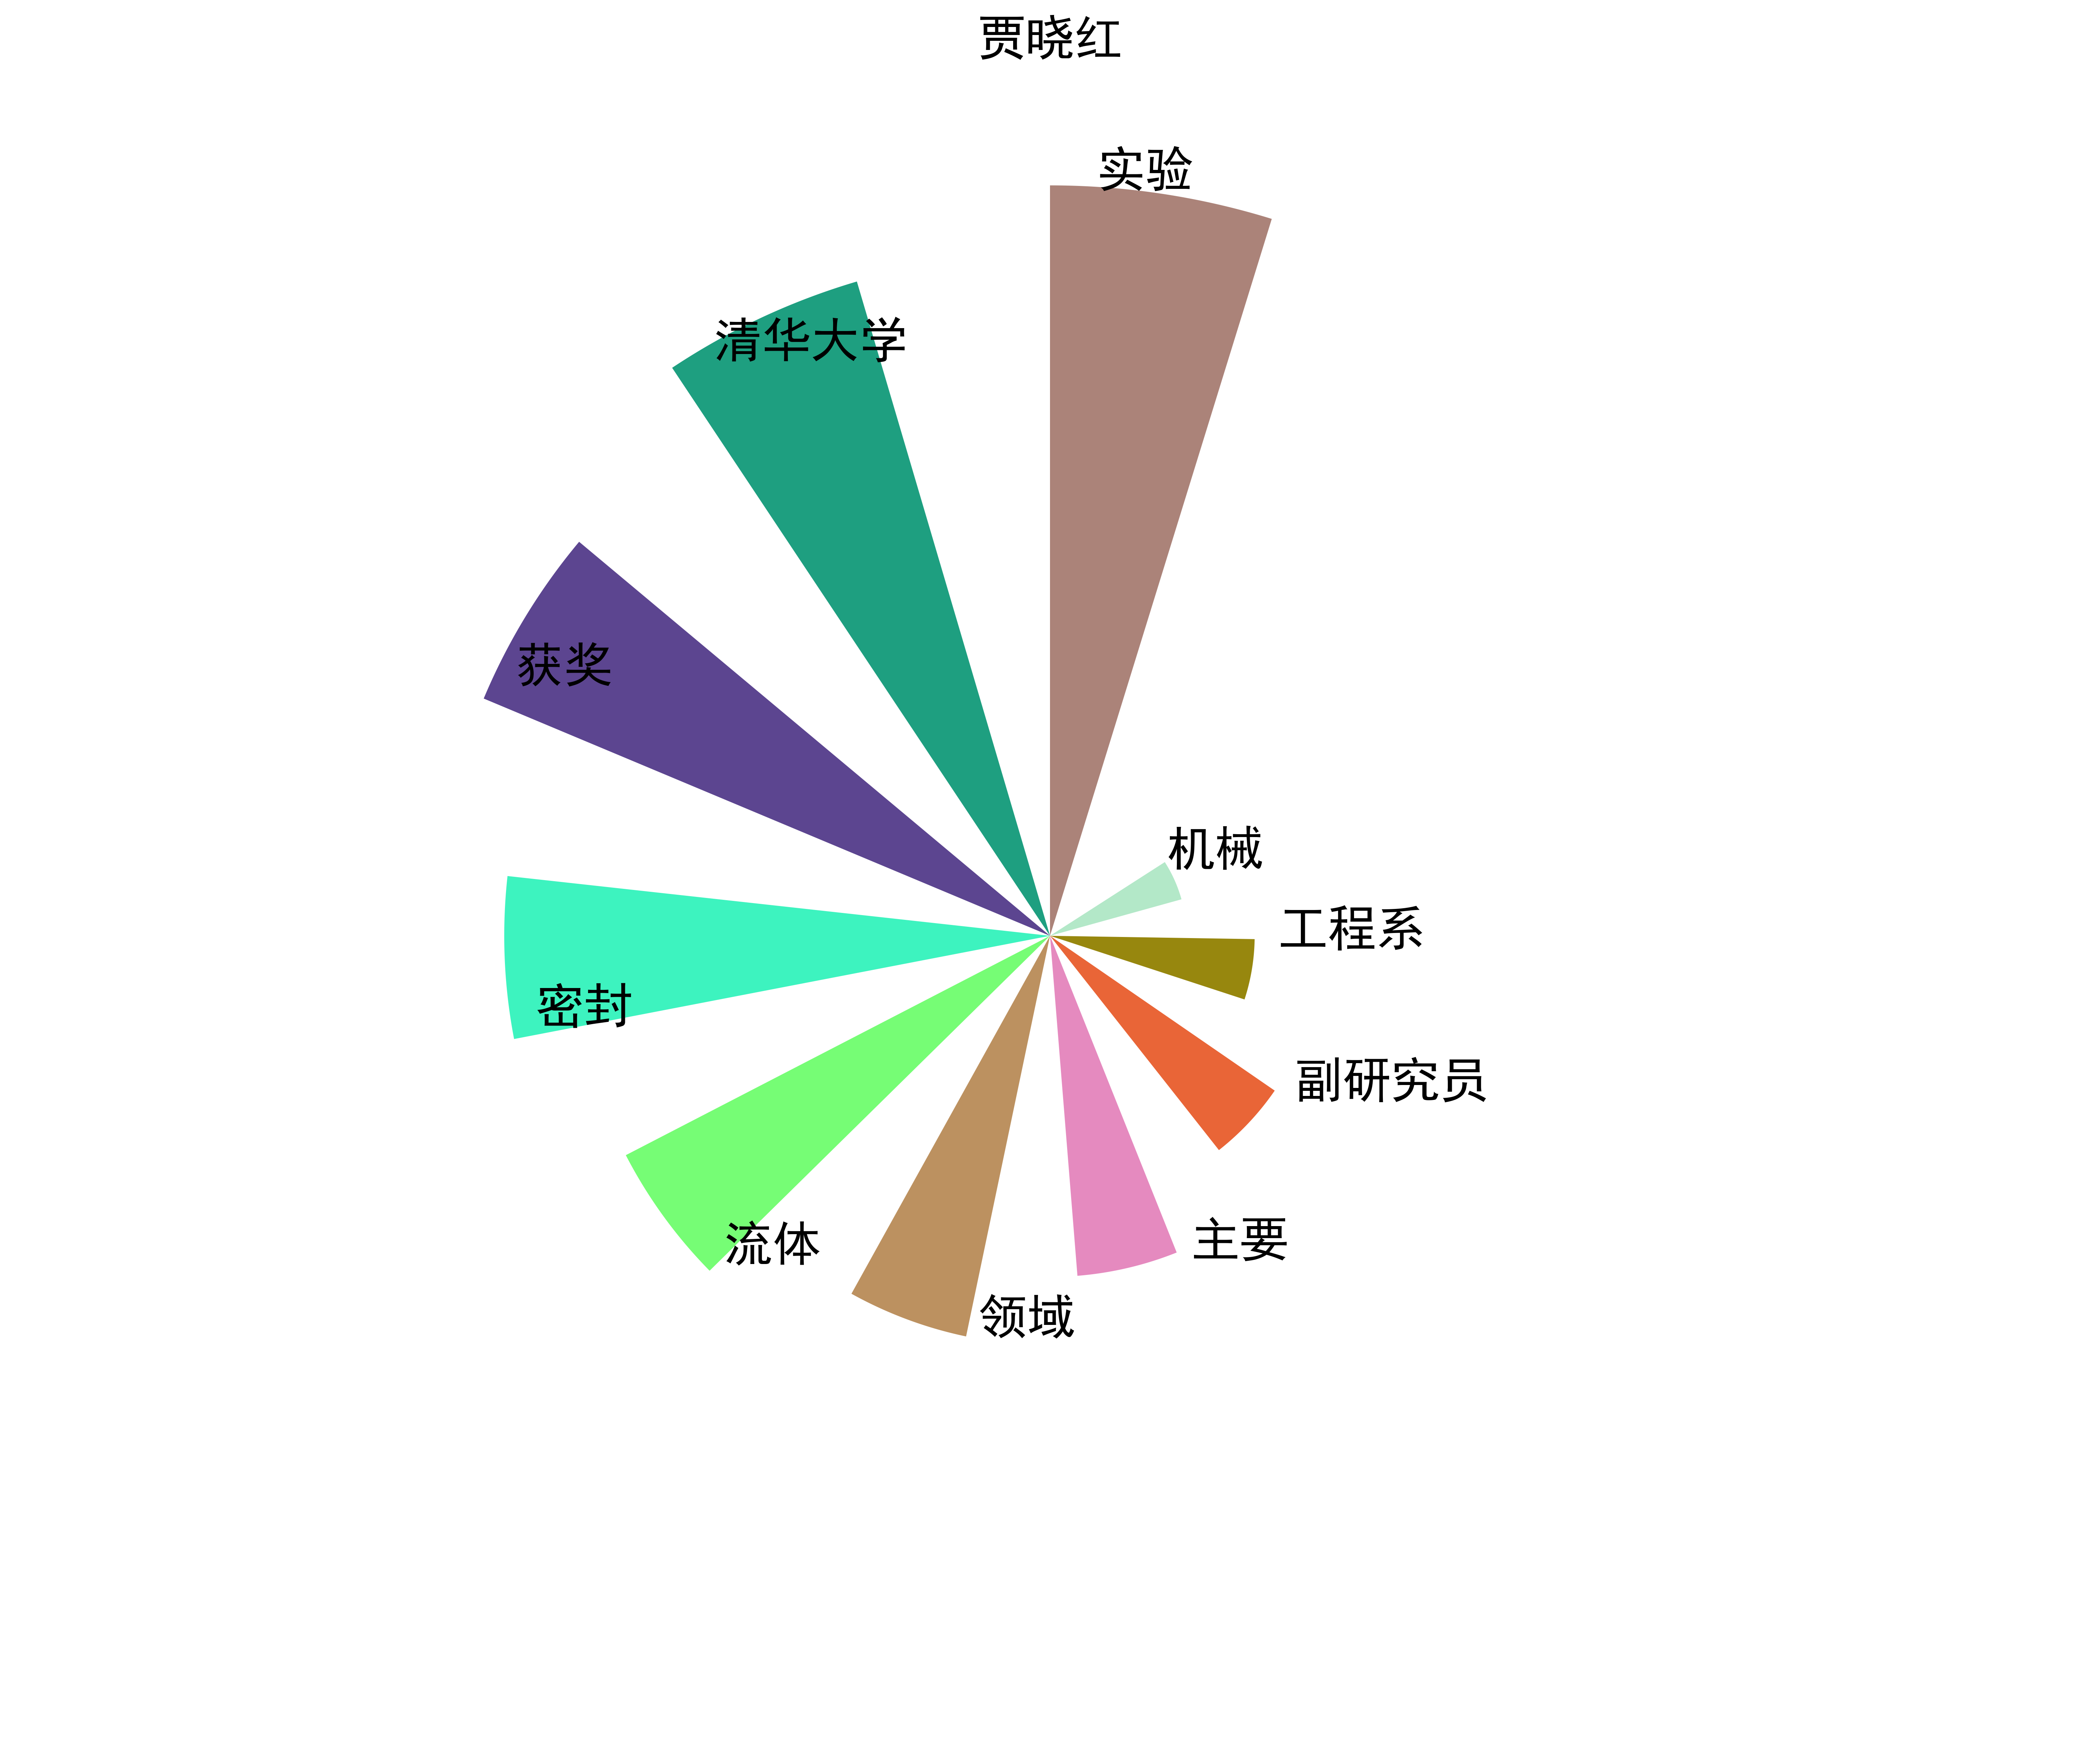 贾晓红
实验
清华大学
获奖
机械
工程系
密封
副研究员
流体
主要
领域